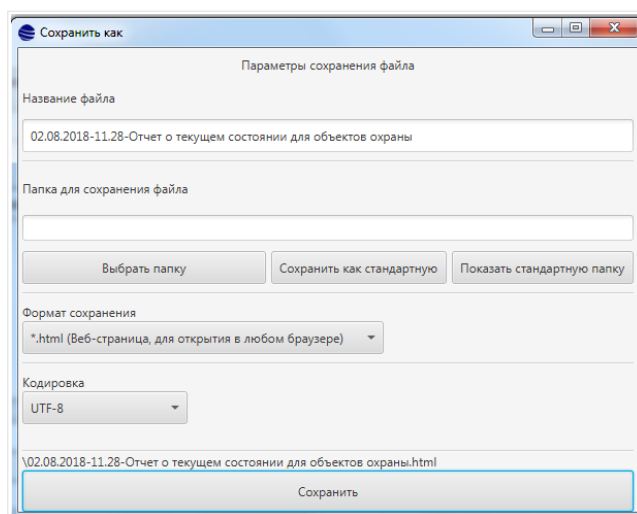 Сохранить как
Параметры сохранения файла
Название файла
02.08.2018-11.28-Отчет о текущем состоянии для объектов охраны
Папка для сохранения файла
Выбрать папку
Сохранить как стандартную
Показать стандартную папку
Формат сохранения
*.html (Веб-страница, для открытия в любом браузере)
Кодировка
UTF-8
\02.08.2018-11.28-Отчет о текущем состоянии для объектов охраны.html
Сохранить